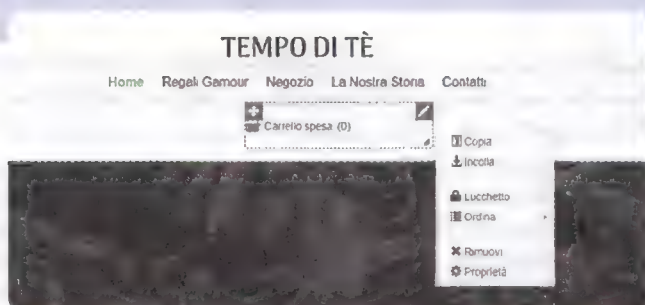 TEMPO DI TÈ
Home Regali Gamour Negozio La Nostra Storia Contatti
Carrello spesa (0)
Copia
Incolla
Lucchetto
Ordina
Rimuovi
Proprietà